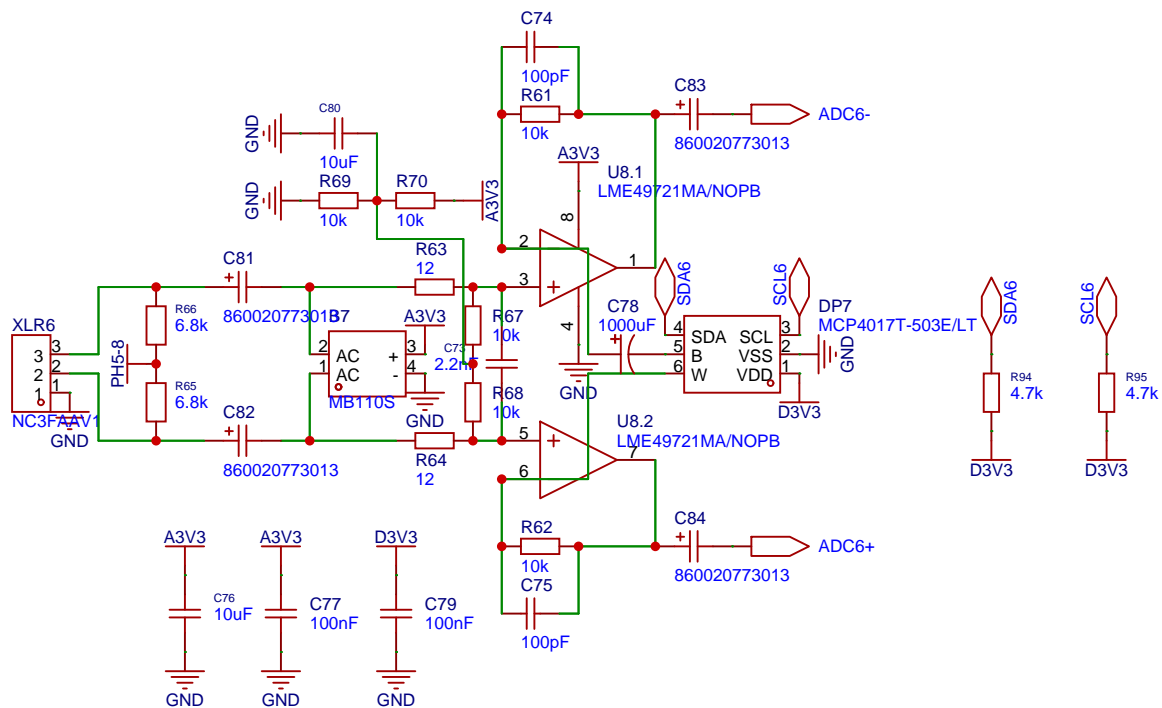 C74
100pF
R61
10k
C83
860020773013
ADC6-
C80
10uF
GND
R69
10k
R70
10k
GND
A3V3
A3V3
U8.1
LME49721MA/NOPB
8
2
3
1
4
GND
C81
860020773013
R63
12
R66
6.8k
XLR6
3
2
1
NC3FAAV1
GND
PH5-8
R65
6.8k
B7
A3V3
2
1
AC
AC
+
-
3
4
MB110S
GND
R67
10k
C73
2.2nF
R68
10k
C82
860020773013
R64
12
C78
1000uF
SDA6
SCL6
DP7
MCP4017T-503E/LT
4
5
6
SDA
B
W
SCL
VSS
VDD
3
2
1
GND
D3V3
SDA6
R94
4.7k
D3V3
SCL6
R95
4.7k
D3V3
U8.2
LME49721MA/NOPB
5
6
7
R62
10k
C75
100pF
C84
860020773013
ADC6+
A3V3
C76
10uF
GND
A3V3
C77
100nF
GND
D3V3
C79
100nF
GND